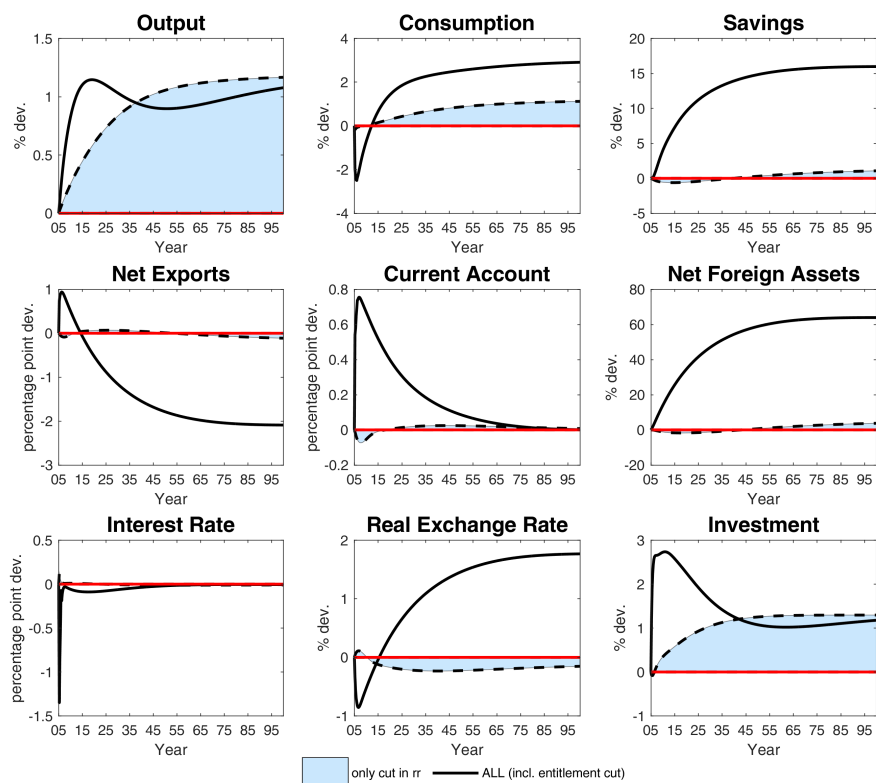 Output Consumption Savings
1.5 4 20
1 2 15
0.5 0 10
0 -2 5
-4 0
-5
% dev. % dev. % dev.
05 15 25 35 45 55 65 75 85 95 05 15 25 35 45 55 65 75 85 95 05 15 25 35 45 55 65 75 85 95
Year Year Year
Net Exports Current Account Net Foreign Assets
1 0.8 80
0 0.6 60
-1 0.4 40
-2 0.2 20
-3 0 0
-0.2 -20
percentage point dev. percentage point dev. % dev.
05 15 25 35 45 55 65 75 85 95 05 15 25 35 45 55 65 75 85 95 05 15 25 35 45 55 65 75 85 95
Year Year Year
Interest Rate Real Exchange Rate Investment
0.5 2 3
0 1 2
-0.5 0 1
-1 -1 0
-1.5 -1
percentage point dev. % dev. % dev.
05 15 25 35 45 55 65 75 85 95 05 15 25 35 45 55 65 75 85 95 05 15 25 35 45 55 65 75 85 95
Year Year Year
only cut in rr ALL (incl. entitlement cut)